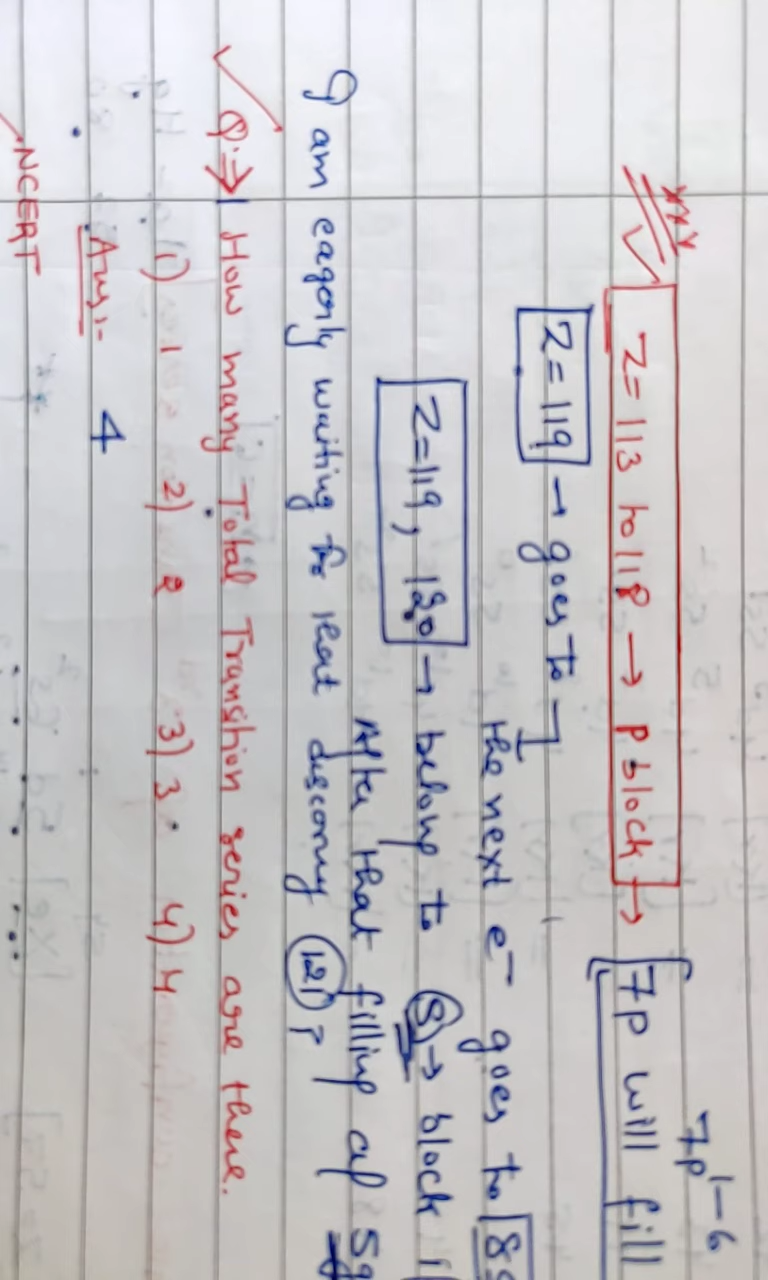 7p¹⁻⁶
Z = 113 to 118 → p block → 7p will fill
Z = 119 → goes to →
the next e⁻ goes to 8s
Z = 119, 120 → belong to (S) → block
After that filling of 5g
I am eagerly waiting for that discovery (121)?
Q. → How many Total Transition series are there.
1) 1 2) 2 3) 3 4) 4
Ans:- 4
NCERT